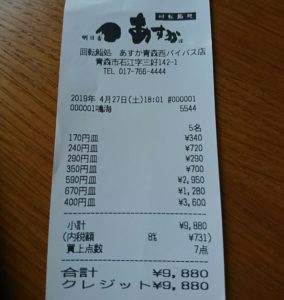 回転鮨処
明日香
あすか
回転鮨処 あすか青森西バイパス店
青森市石江字三好142-1
TEL 017-766-4444
2019年 4月27日(土)18:01 #000001
000001鳴海 5544
5名
170円皿 ¥340
240円皿 ¥720
290円皿 ¥290
350円皿 ¥700
590円皿 ¥2,950
670円皿 ¥1,280
400円皿 ¥3,600
小計 ¥9,880
(内税額 8% ¥731)
買上点数 7点
合計 ¥9,880
クレジット ¥9,880